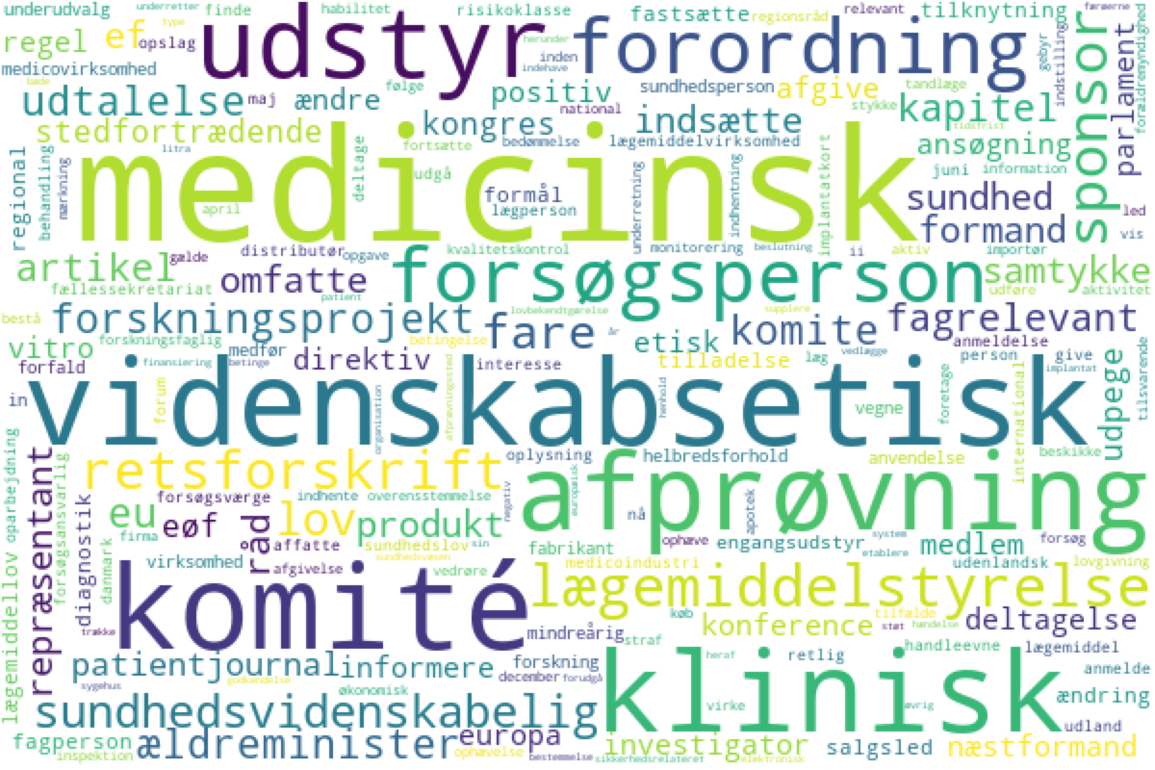 underudvalg finde habilitet type underretter risikoklasse fastsætte regionsråd relevant tilknytning færøerne
regel ef opslag udstyr herunder indehave inden forordning gebyr indstilling sponsor parlament forældremyndighed
medicovirksomhed både følge positiv national sundhedsperson afgive stykke tandlæge
udtalelse maj ændre kongres bedømmelse indsætte lægemiddelvirksomhed kapitel tidsfrist
stedfortrædende litra fortsætte ansøgning
regional behandling mærkning medicinsk deltage udgå formål lægperson underretning indhentning implantatkort juni information
april sundhed led
distributør opgave kvalitetskontrol monitorering beslutning ii aktiv formand importør vis
artikel gælde omfatte forsøgsperson samtykke
fællessekretariat patient lovbekendtgørelse supplere udføre aktivitet
bestå forskningsprojekt fare år komite fagrelevant
vitro forskningsfaglig betingelse etisk vedlægge anmeldelse
forfald finansiering betinge medfør direktiv interesse tilladelse læg person give implantat udpege tilsvarende
in videnskabsetisk forum organisation afprøvningssted henhold vegne foretage international
retsforskrift oplysning helbredsforhold anvendelse beskikke
lægemiddellov oparbejdning repræsentant forsøgsansvarlig diagnostik forsøgsværge indhente overensstemmelse negativ europæisk afprøvning
danmark eu eøf råd lov produkt nå apotek
firma affatte sundhedslov sin fabrikant ophæve engangsudstyr system etablere medlem forsøg
virksomhed afgivelse vedrøre sundhedsvæsen medicoindustri udenlandsk lovgivning
komité lægemiddelstyrelse
trække mindreårig køb konference tilfælde støt handelse deltagelse
patientjournal informere forskning straf retlig handleevne lægemiddel
sygehus godkendelse økonomisk december forudgå heraf klinisk anmelde
sundhedsvidenskabelig virke øvrig ændring
fagperson ældreminister europa udland
inspektion ophævelse bestemmelse investigator sikkerhedsrelateret elektronisk salgsled næstformand